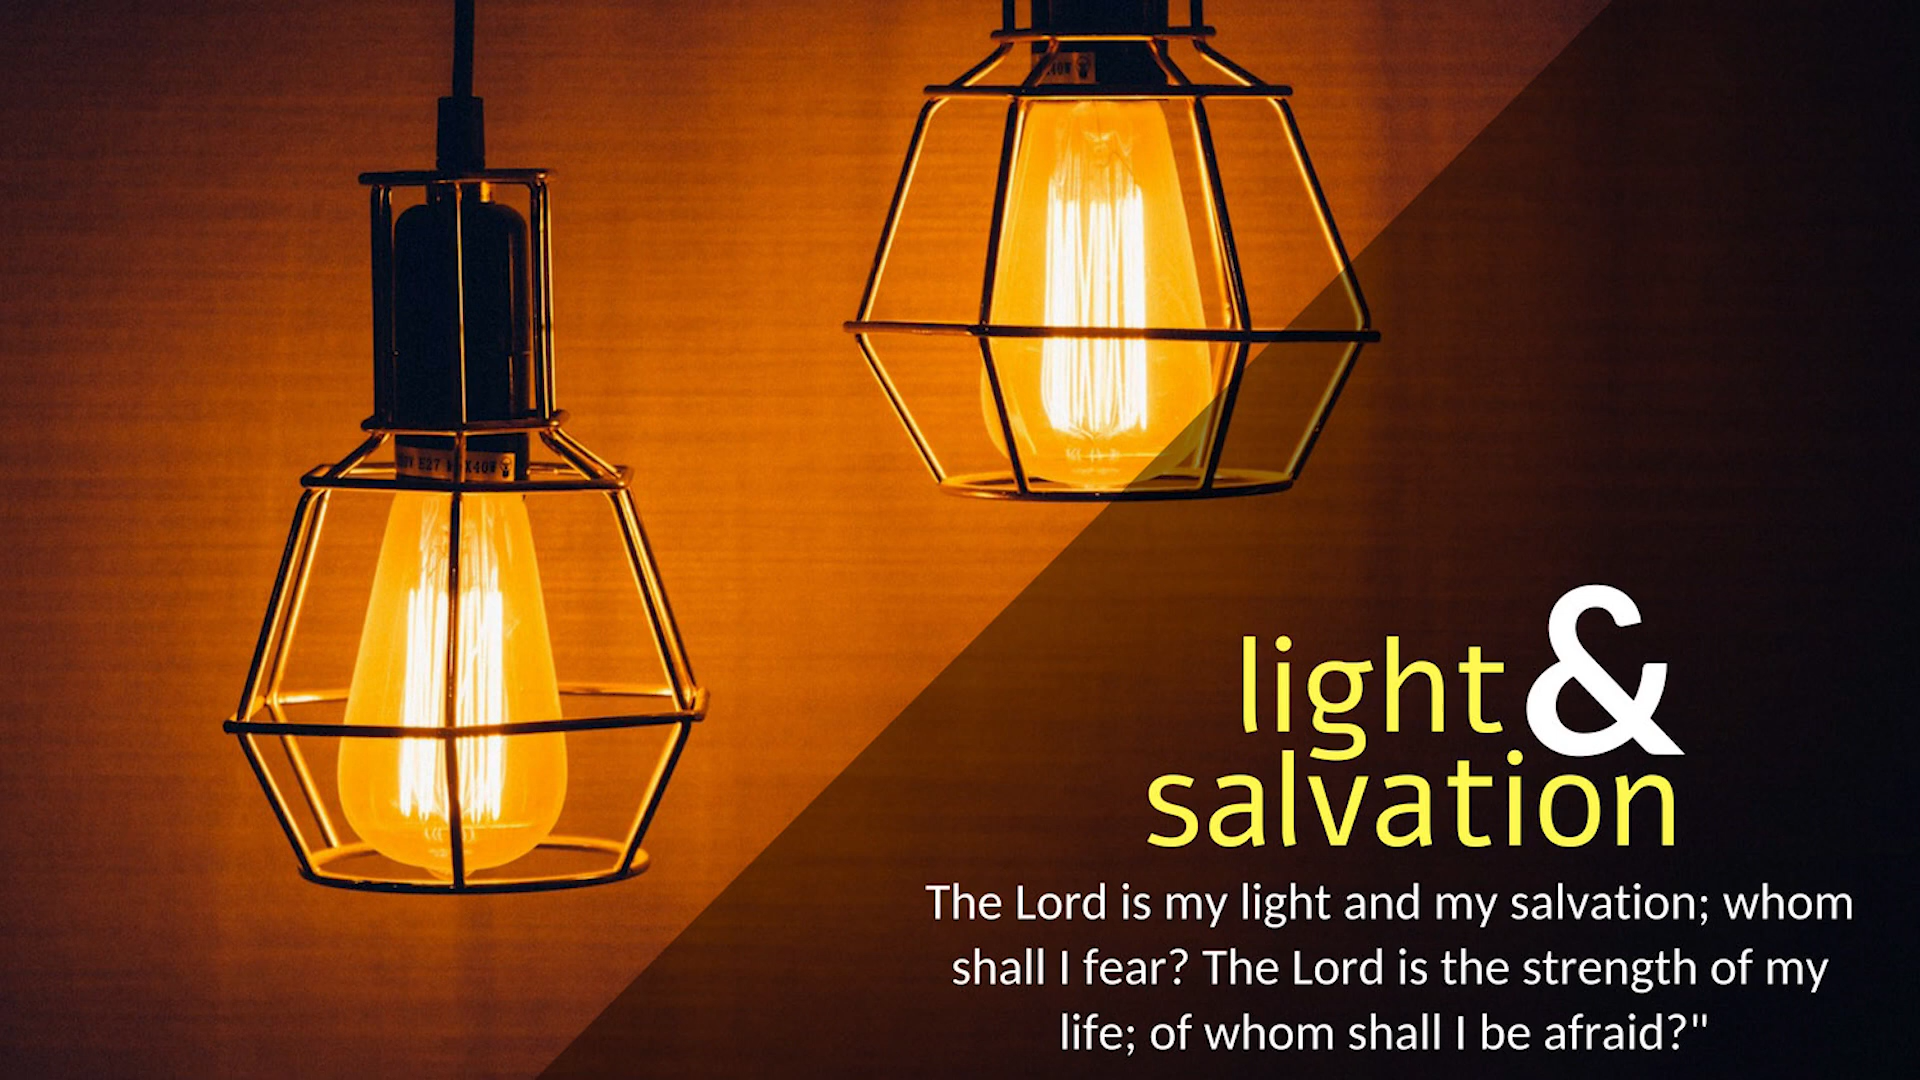 light &
salvation
The Lord is my light and my salvation; whom
shall I fear? The Lord is the strength of my
life; of whom shall I be afraid?"